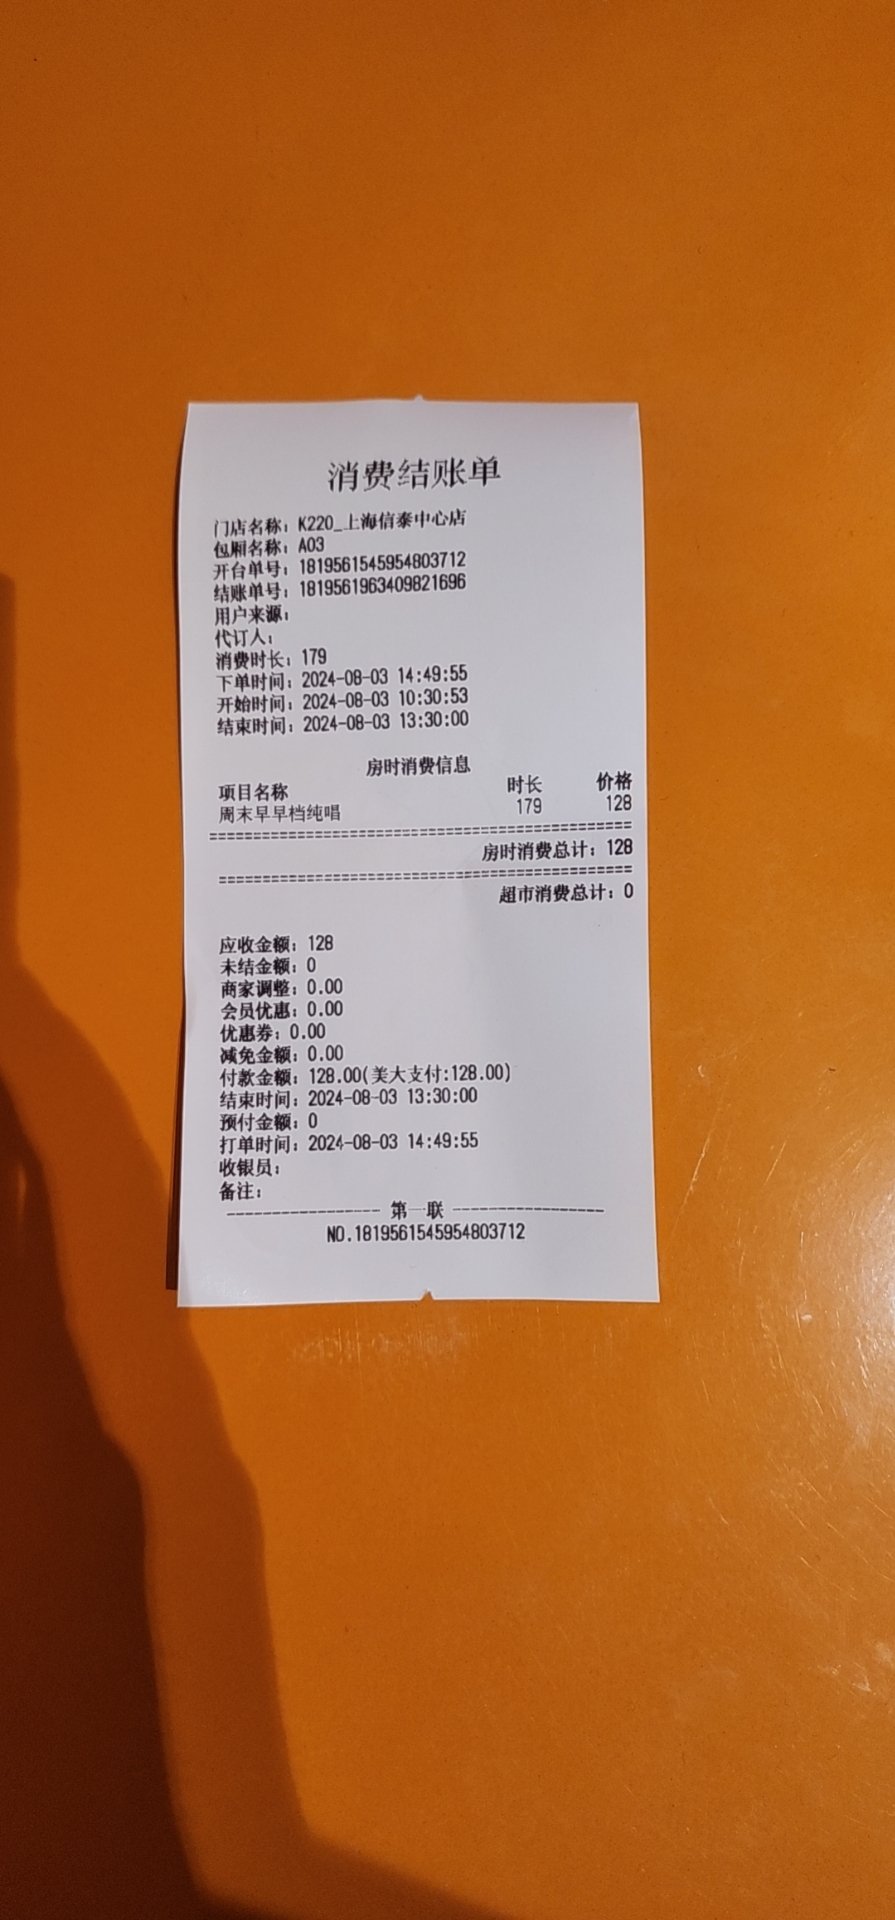 消费结账单
门店名称：K220_上海信泰中心店
包厢名称：A03
开台单号：1819561545954803712
结账单号：1819561963409821696
用户来源：
代订人：
消费时长：179
下单时间：2024-08-03 14:49:55
开始时间：2024-08-03 10:30:53
结束时间：2024-08-03 13:30:00
房时消费信息
项目名称 时长 价格
周末早早档纯唱 179 128
==============================================
房时消费总计：128
==============================================
超市消费总计：0
应收金额：128
未结金额：0
商家调整：0.00
会员优惠：0.00
优惠券：0.00
减免金额：0.00
付款金额：128.00(美大支付:128.00)
结束时间：2024-08-03 13:30:00
预付金额：0
打单时间：2024-08-03 14:49:55
收银员：
备注：
----------------- 第一联 -----------------
NO.1819561545954803712